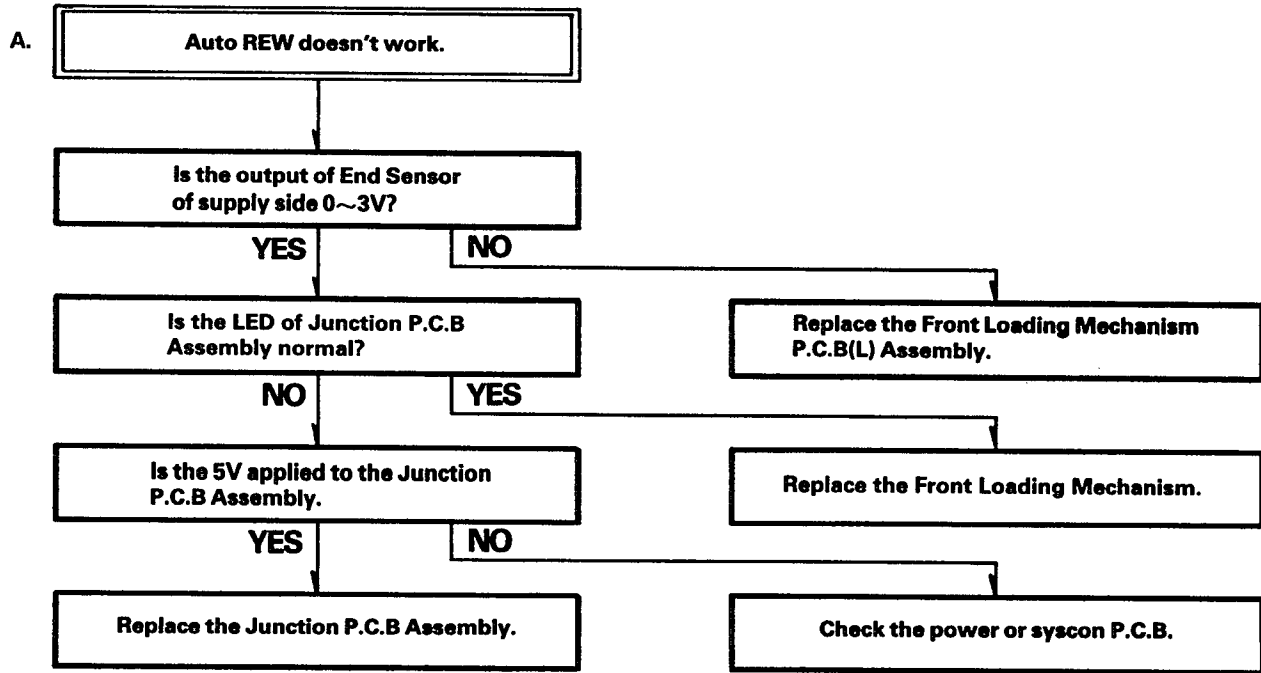 A.
Auto REW doesn't work.
Is the output of End Sensor
of supply side 0~3V?
YES
NO
Is the LED of Junction P.C.B
Assembly normal?
Replace the Front Loading Mechanism
P.C.B(L) Assembly.
NO
YES
Is the 5V applied to the Junction
P.C.B Assembly.
Replace the Front Loading Mechanism.
YES
NO
Replace the Junction P.C.B Assembly.
Check the power or syscon P.C.B.